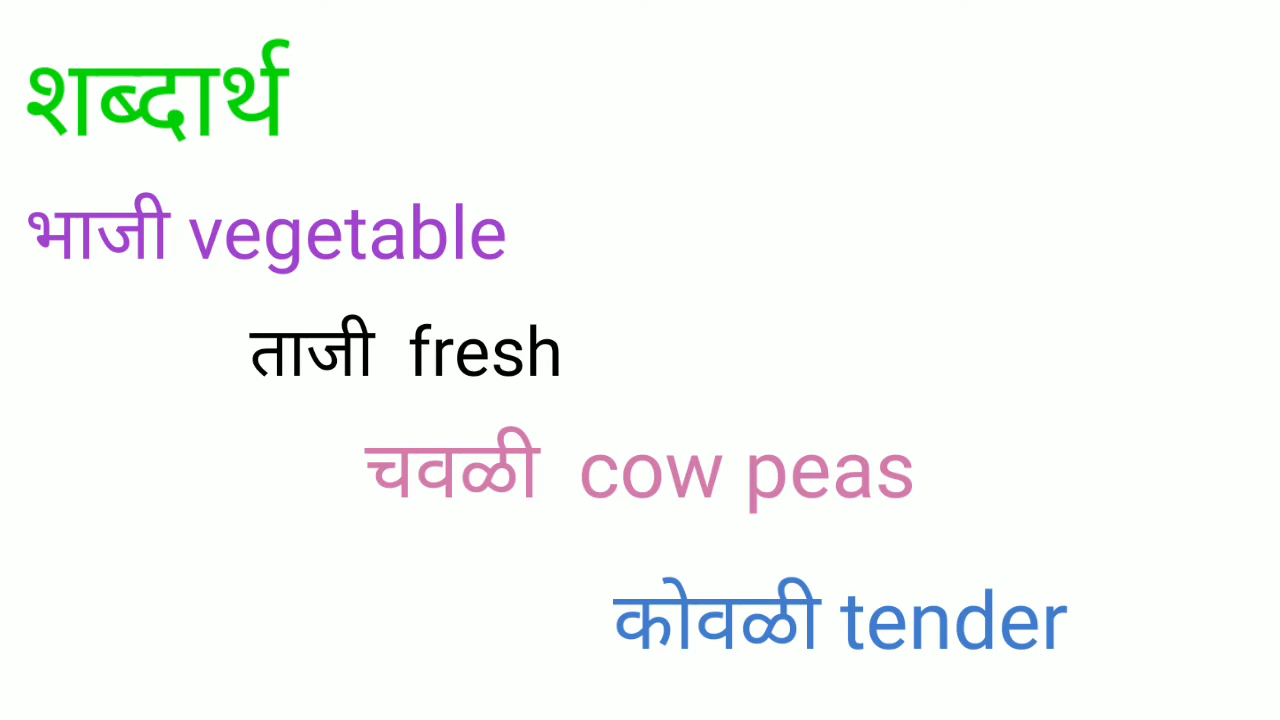 शब्दार्थ
भाजी vegetable
ताजी fresh
चवळी cow peas
कोवळी tender